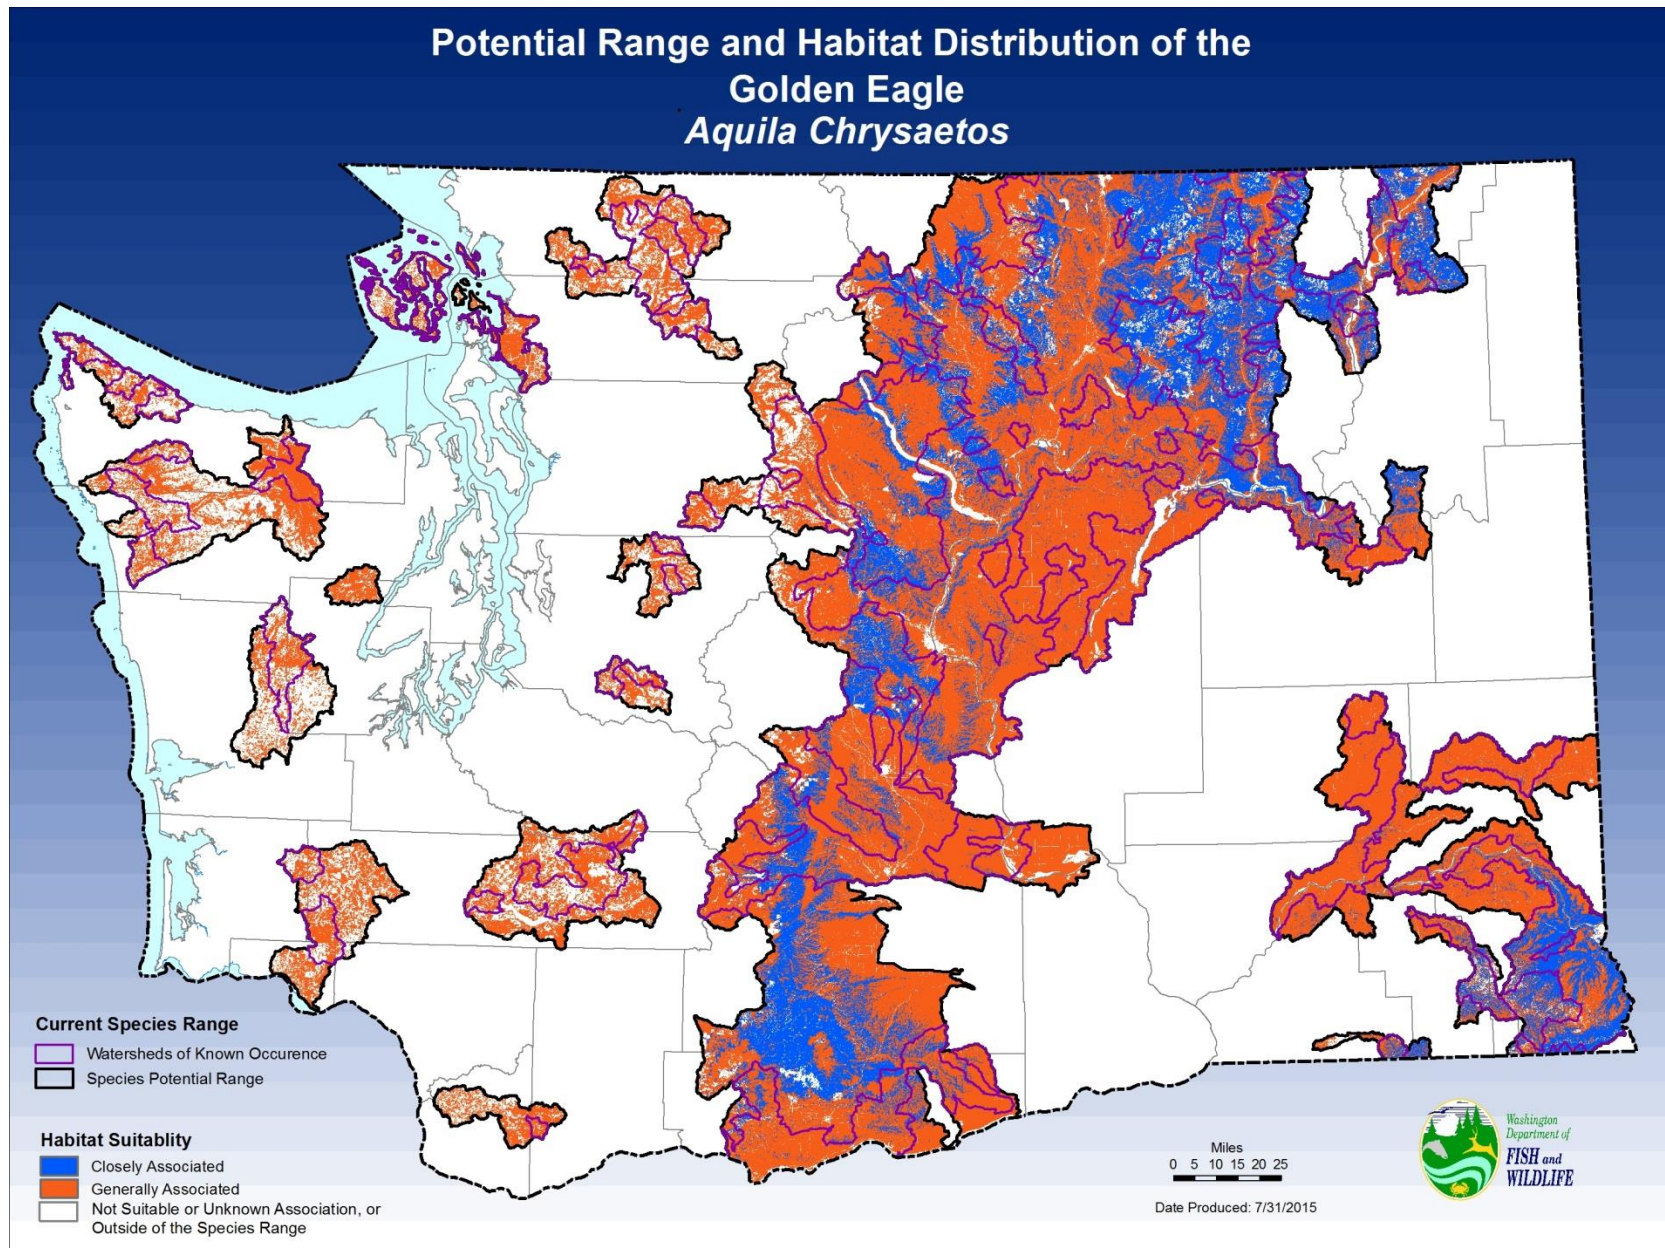 Potential Range and Habitat Distribution of the
Golden Eagle
Aquila Chrysaetos
Current Species Range
Watersheds of Known Occurence
Species Potential Range
Habitat Suitablity
Closely Associated
Generally Associated
Not Suitable or Unknown Association, or
Outside of the Species Range
Miles
0 5 10 15 20 25
Date Produced: 7/31/2015
Washington
Department of
FISH and
WILDLIFE